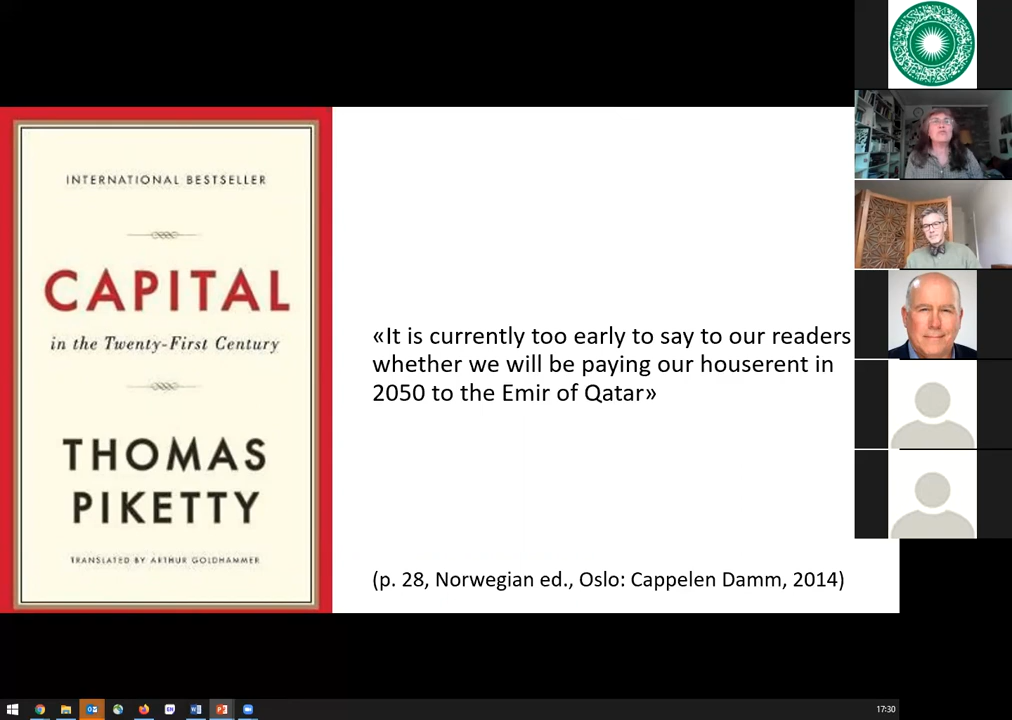 INTERNATIONAL BESTSELLER
CAPITAL
in the Twenty-First Century
THOMAS
PIKETTY
TRANSLATED BY ARTHUR GOLDHAMMER
«It is currently too early to say to our readers
whether we will be paying our houserent in
2050 to the Emir of Qatar»
(p. 28, Norwegian ed., Oslo: Cappelen Damm, 2014)
17:30